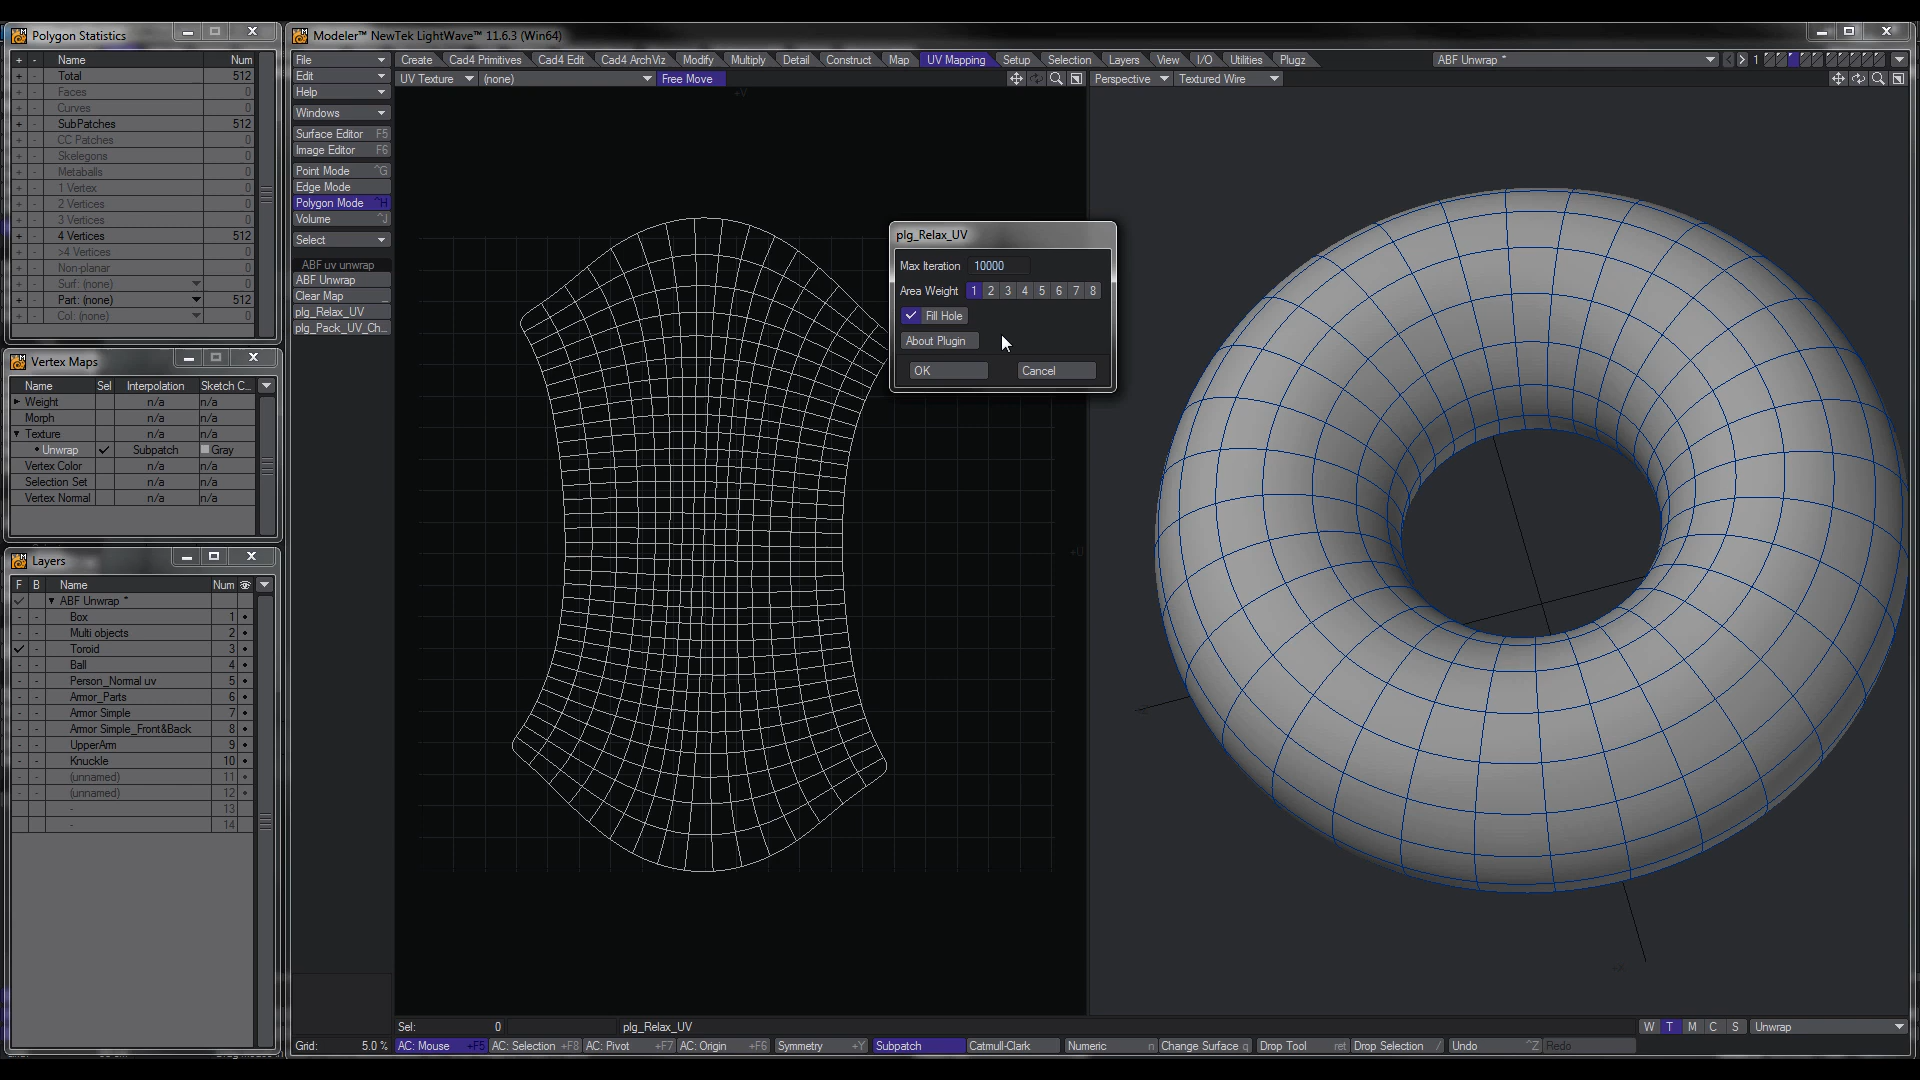 Polygon Statistics
+ - Name Num
+ - Total 512
+ - Faces 0
+ - Curves 0
+ - SubPatches 512
+ - CC Patches 0
+ - Skelegons 0
+ - Metaballs 0
+ - 1 Vertex 0
+ - 2 Vertices 0
+ - 3 Vertices 0
+ - 4 Vertices 512
+ - >4 Vertices 0
+ - Non-planar 0
+ - Surf: (none) 0
+ - Part: (none) 512
+ - Col: (none) 0
Vertex Maps
Name Sel Interpolation Sketch C...
Weight n/a n/a
Morph n/a n/a
Texture n/a n/a
Unwrap Subpatch Gray
Vertex Color n/a n/a
Selection Set n/a n/a
Vertex Normal n/a n/a
Layers
F B Name Num
ABF Unwrap *
Box 1
Multi objects 2
Toroid 3
Ball 4
Person_Normal uv 5
Armor_Parts 6
Armor Simple 7
Armor Simple_Front&Back 8
UpperArm 9
Knuckle 10
(unnamed) 11
(unnamed) 12
- 13
- 14
Modeler™ NewTek LightWave™ 11.6.3 (Win64)
File
Edit
Help
Windows
Surface Editor F5
Image Editor F6
Point Mode ^G
Edge Mode
Polygon Mode ^H
Volume ^J
Select
ABF uv unwrap
ABF Unwrap
Clear Map _
plg_Relax_UV
plg_Pack_UV_Ch...
Create Cad4 Primitives Cad4 Edit Cad4 ArchViz Modify Multiply Detail Construct Map UV Mapping Setup Selection Layers View I/O Utilities Plugz ABF Unwrap * 1
UV Texture (none) Free Move
Perspective Textured Wire
+V
+U
plg_Relax_UV
Max Iteration 10000
Area Weight 1 2 3 4 5 6 7 8
Fill Hole
About Plugin
OK Cancel
Sel: 0 plg_Relax_UV
W T M C S Unwrap
Grid: 5.0 % AC: Mouse +F5 AC: Selection +F8 AC: Pivot +F7 AC: Origin +F6 Symmetry +Y Subpatch Catmull-Clark Numeric n Change Surface q Drop Tool ret Drop Selection / Undo ^Z Redo